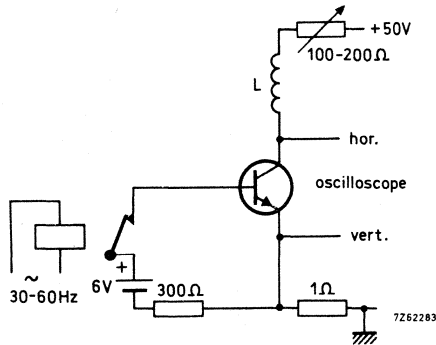 +50V
100-200Ω
L
hor.
oscilloscope
vert.
~
30-60Hz
+
6V
300Ω
1Ω
7Z62283